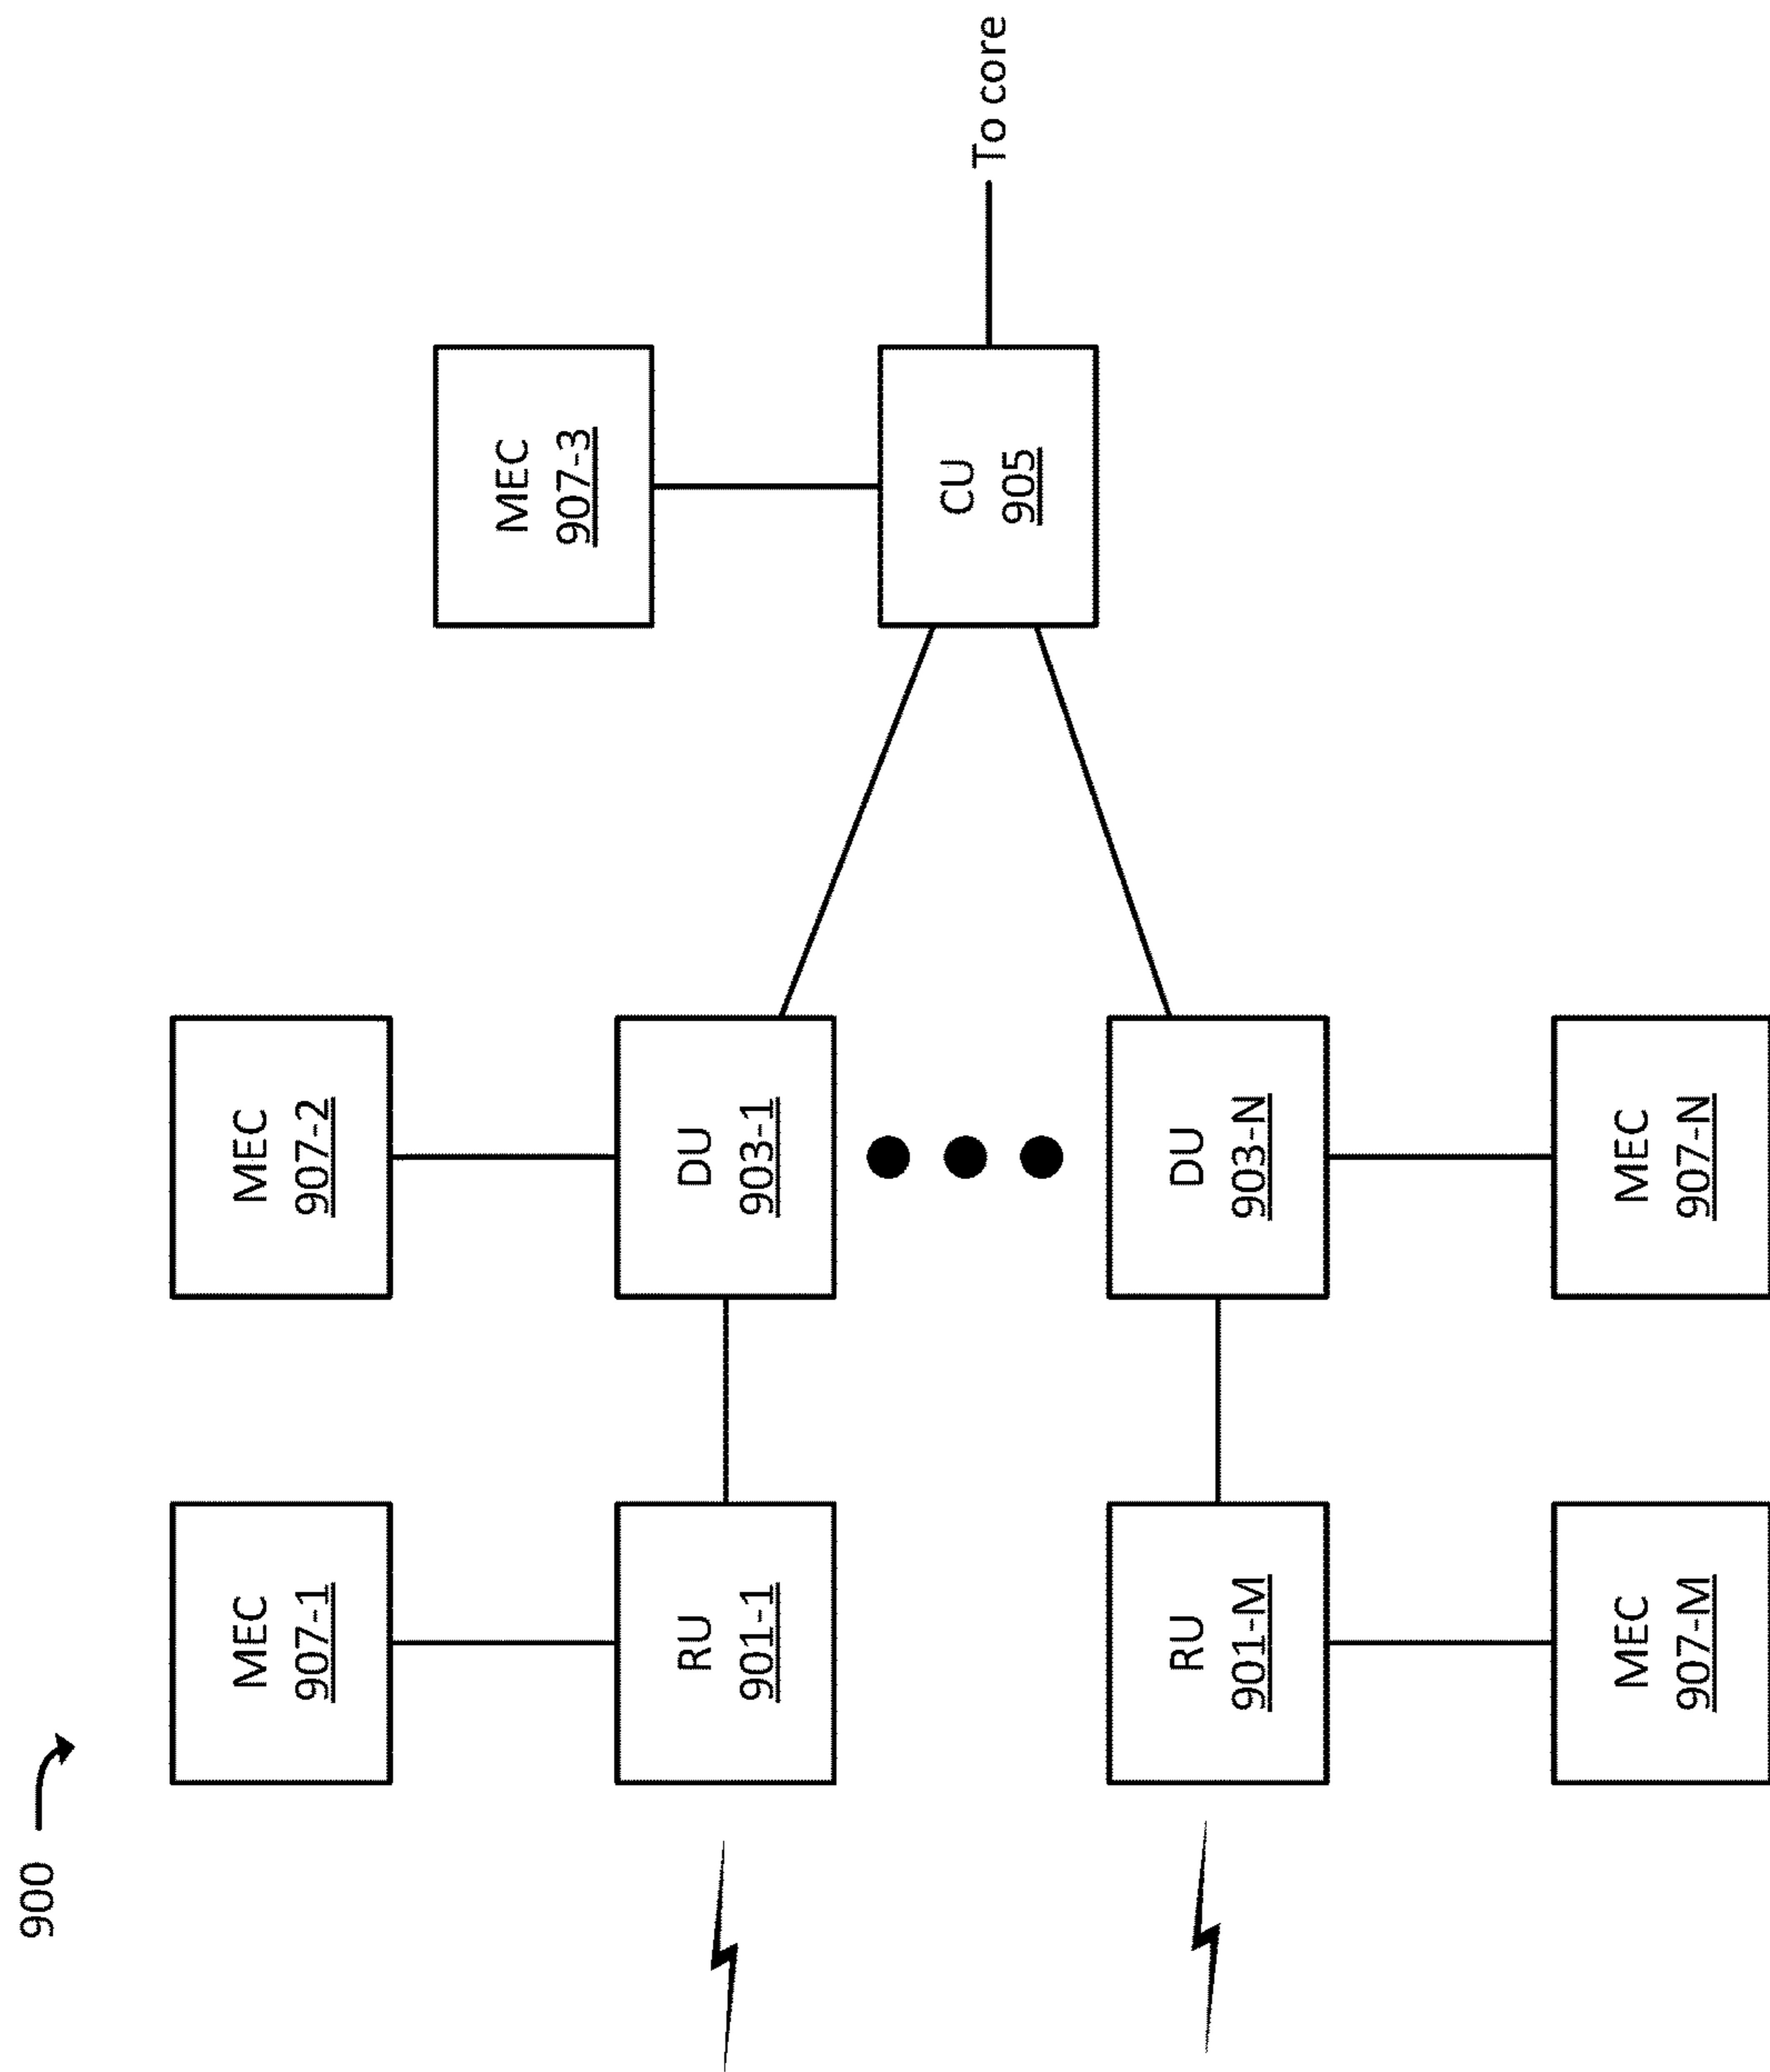 900
MEC
907-1
MEC
907-2
MEC
907-3
RU
901-1
DU
903-1
CU
905
To core
RU
901-M
DU
903-N
MEC
907-M
MEC
907-N